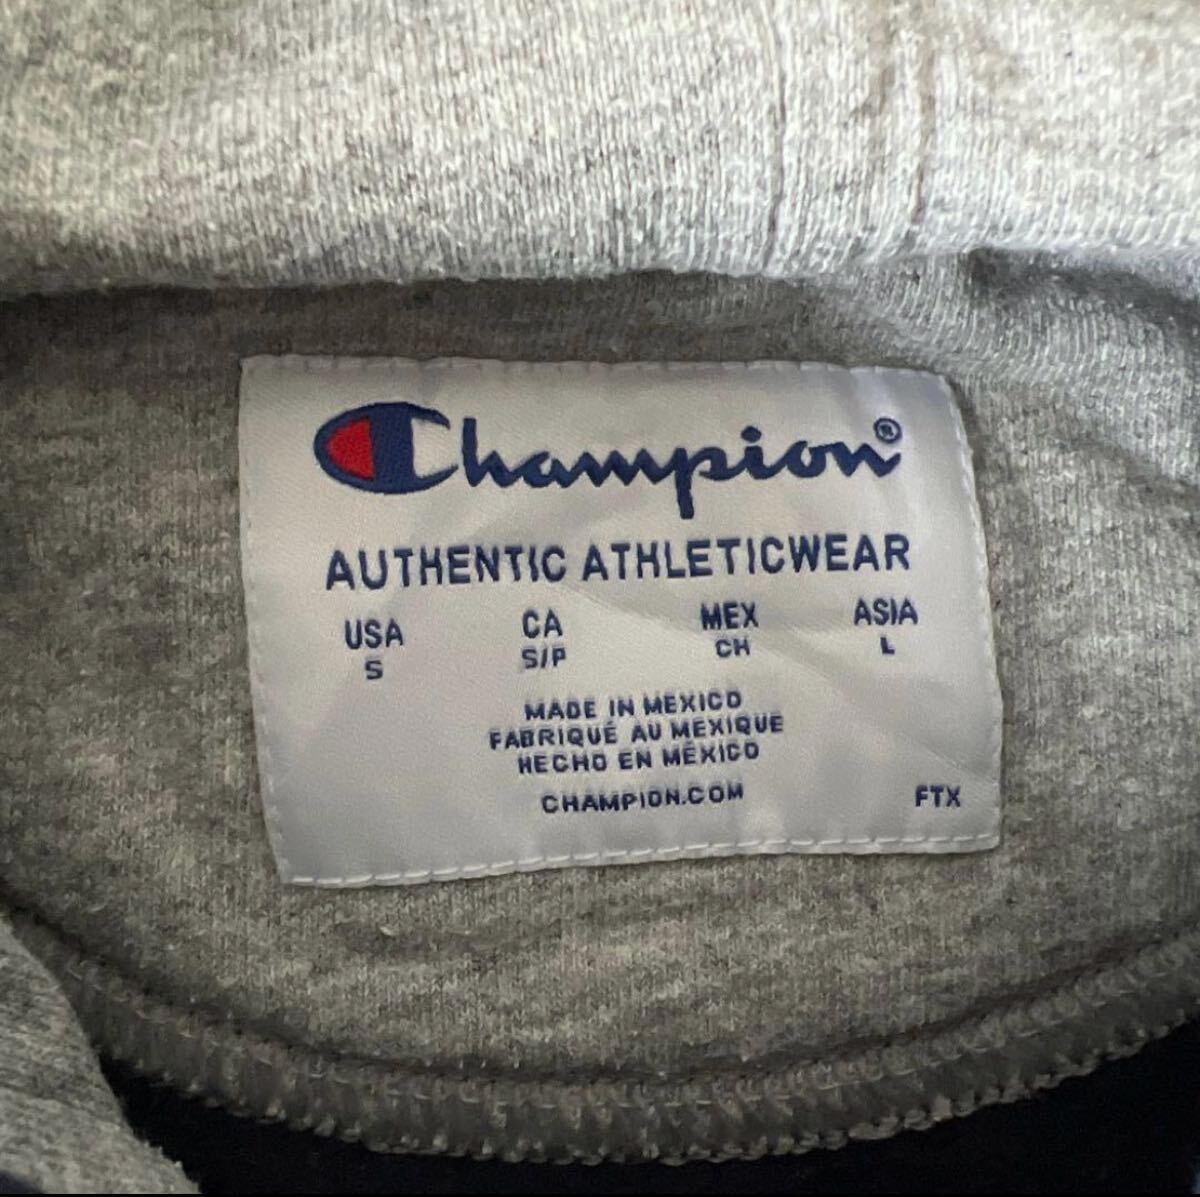 Champion®
AUTHENTIC ATHLETICWEAR
USA CA MEX ASIA
S S/P CH L
MADE IN MEXICO
FABRIQUÉ AU MEXIQUE
HECHO EN MÉXICO
CHAMPION.COM FTX